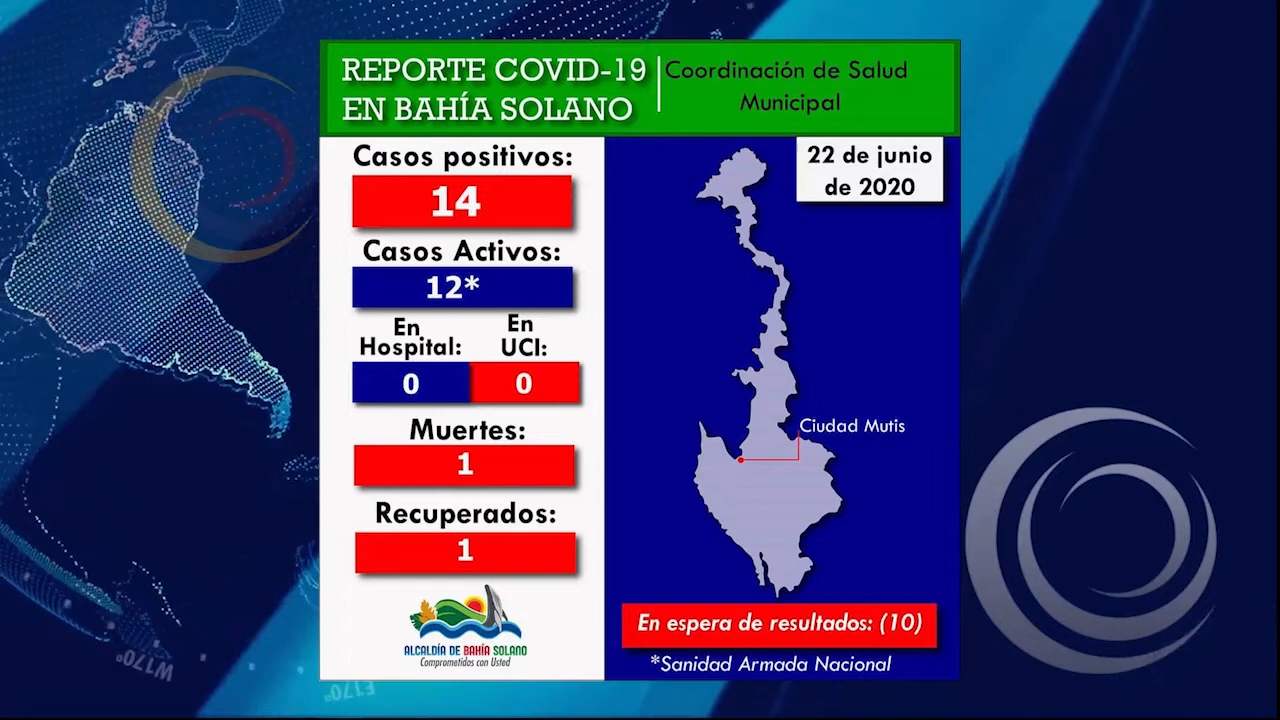 REPORTE COVID-19
EN BAHÍA SOLANO
Coordinación de Salud
Municipal
22 de junio
de 2020
Casos positivos:
14
Casos Activos:
12*
En
Hospital:
En
UCI:
0
0
Muertes:
1
Recuperados:
1
Ciudad Mutis
En espera de resultados: (10)
*Sanidad Armada Nacional
ALCALDÍA DE BAHÍA SOLANO
Comprometidos con Usted
W170°
E170°